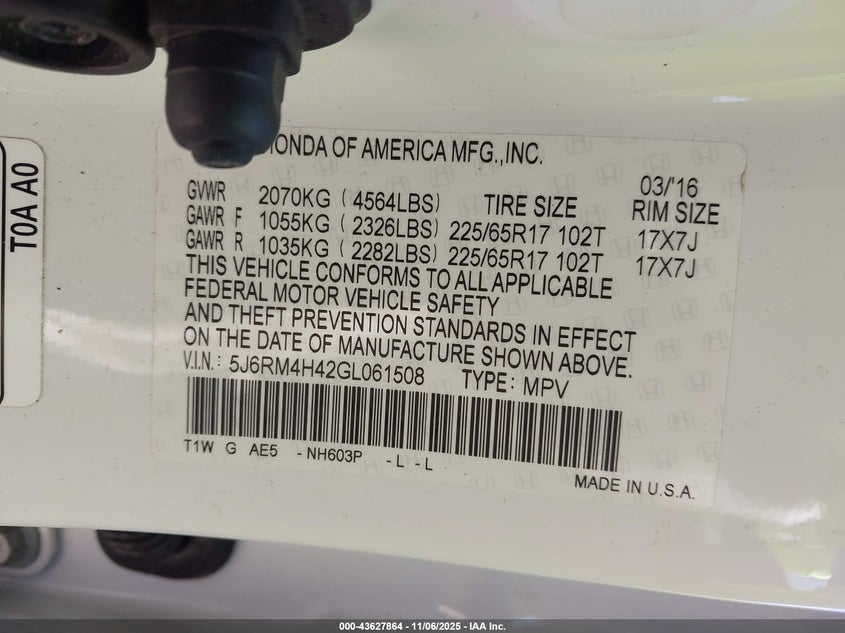 T0A A0
HONDA OF AMERICA MFG.,INC.
03/'16
GVWR 2070KG (4564LBS) TIRE SIZE RIM SIZE
GAWR F 1055KG (2326LBS) 225/65R17 102T 17X7J
GAWR R 1035KG (2282LBS) 225/65R17 102T 17X7J
THIS VEHICLE CONFORMS TO ALL APPLICABLE
FEDERAL MOTOR VEHICLE SAFETY
AND THEFT PREVENTION STANDARDS IN EFFECT
ON THE DATE OF MANUFACTURE SHOWN ABOVE.
V.I.N.: 5J6RM4H42GL061508 TYPE: MPV
T1W G AE5 -NH603P -L -L
MADE IN U.S.A.
000-43627864 - 11/06/2025 - IAA Inc.